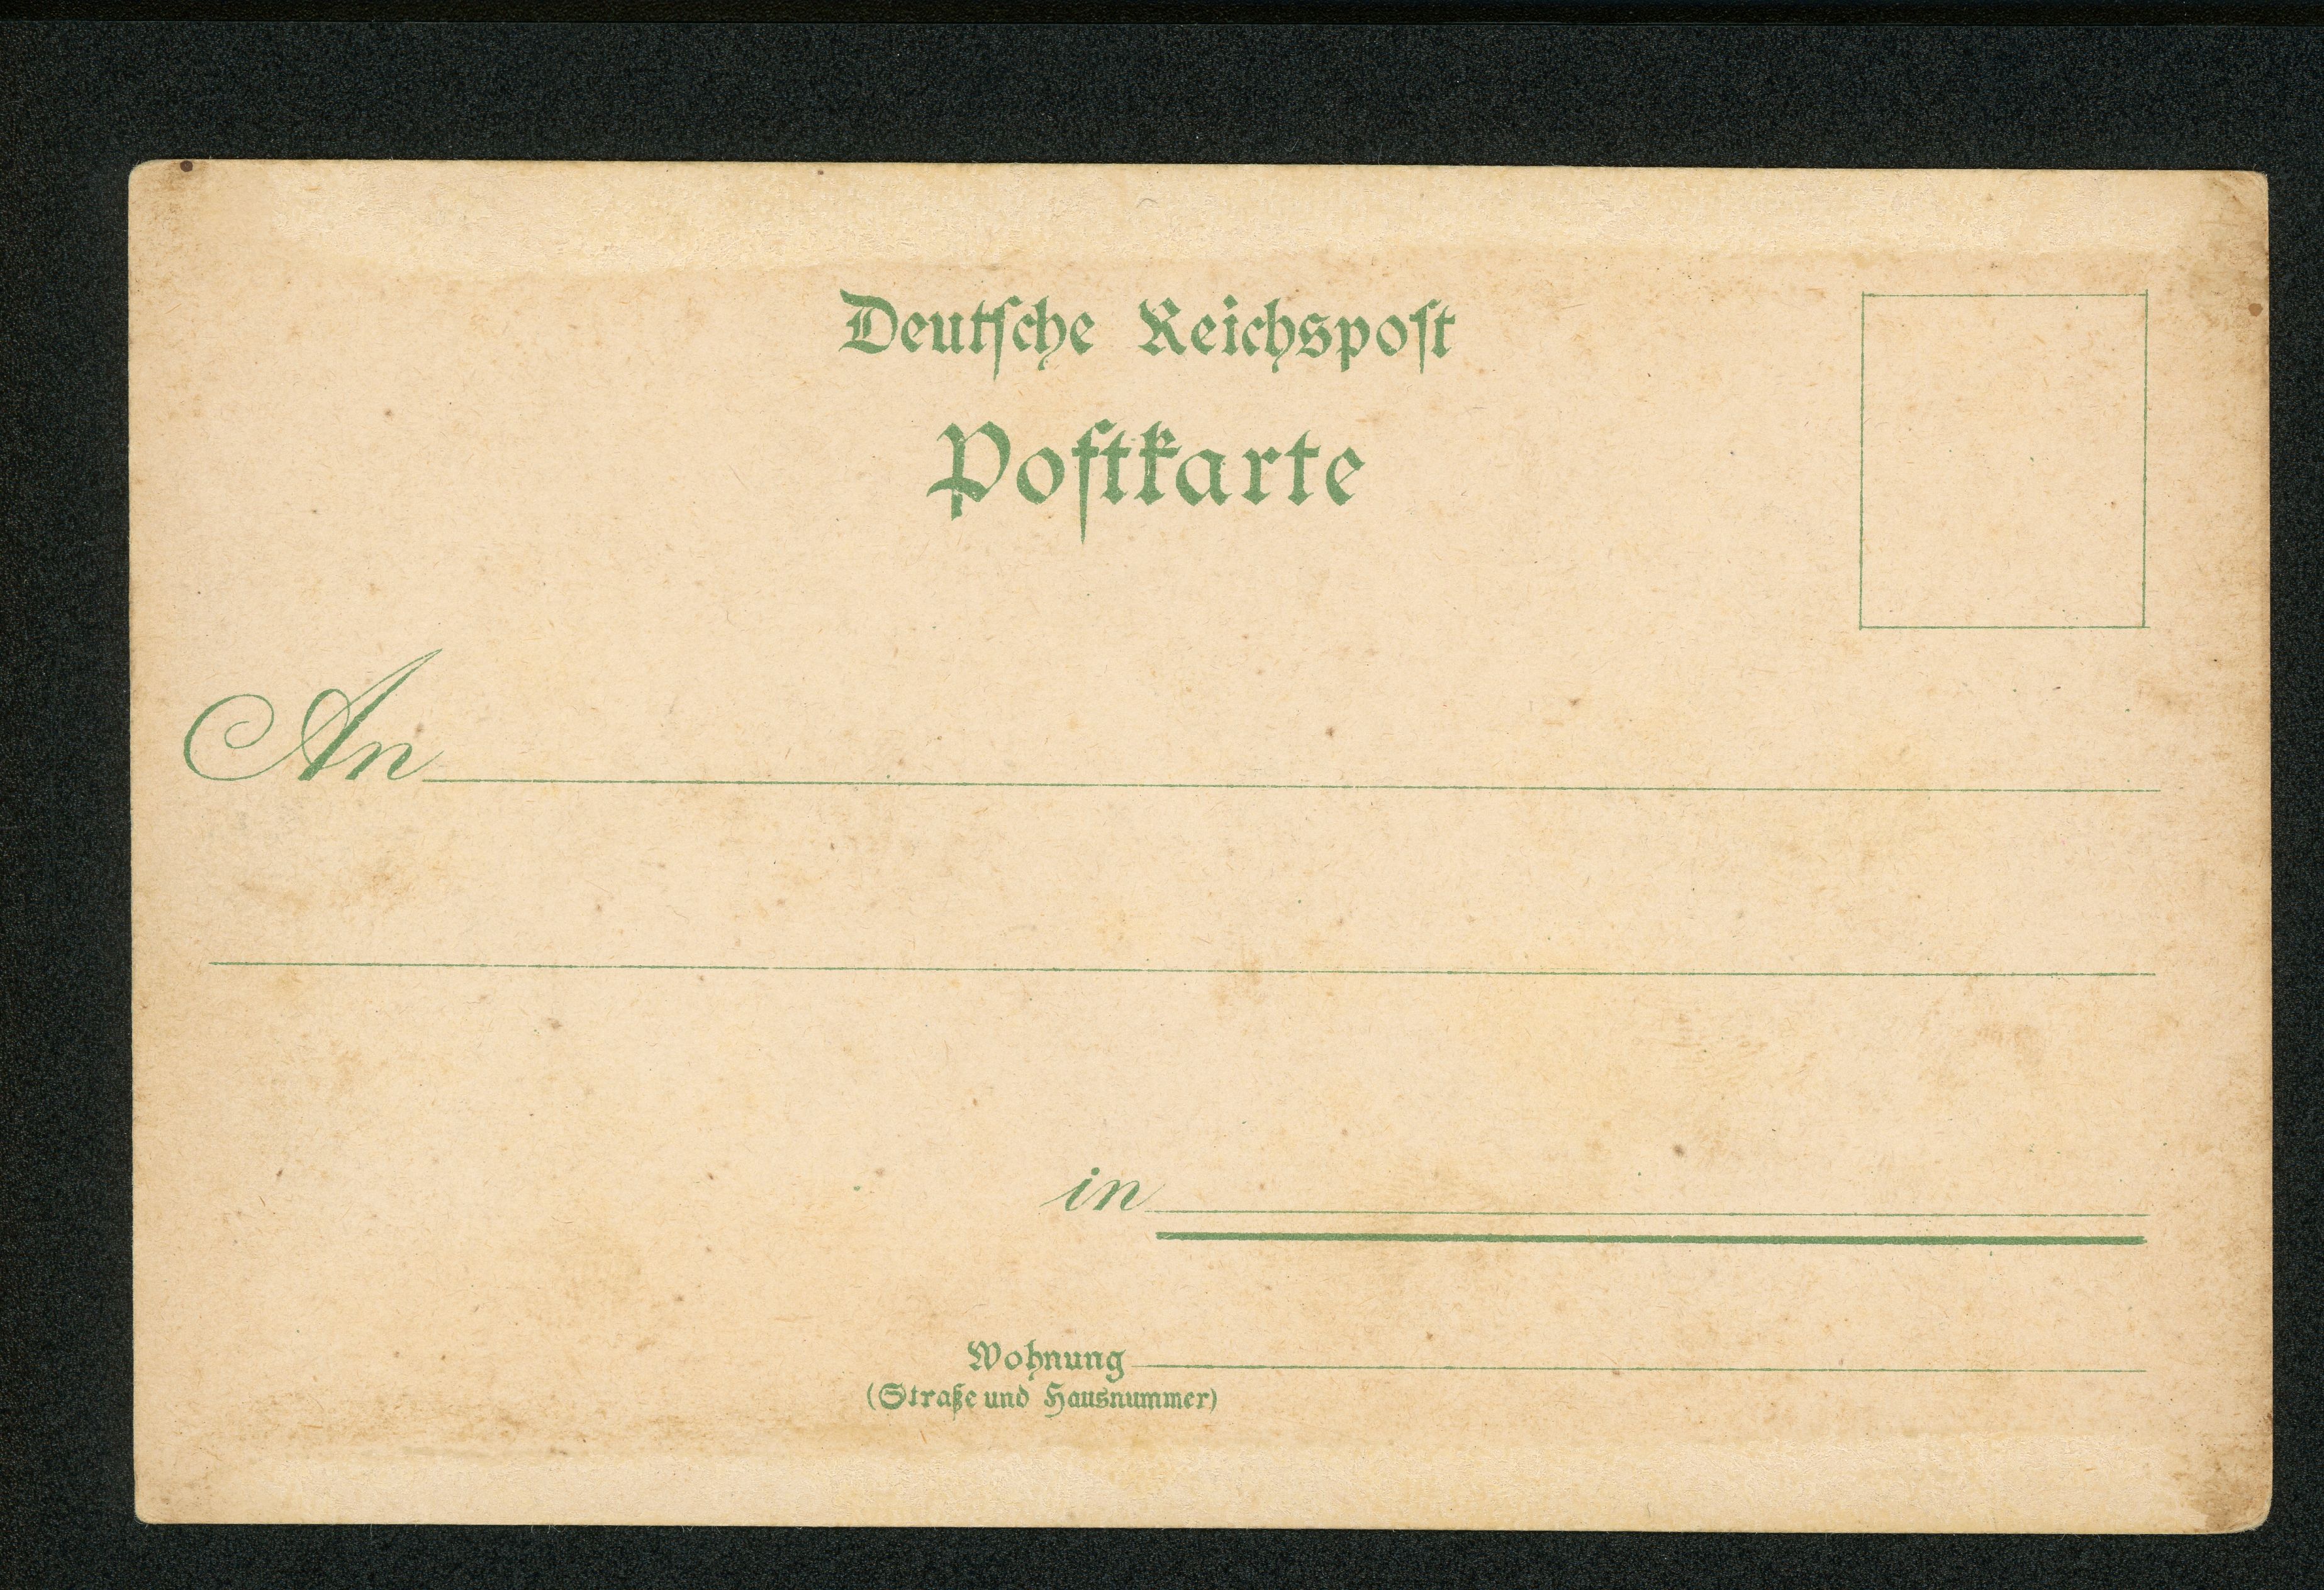 Deutſche Reichspoſt
Poſtkarte
An
in
Wohnung
(Straße und Hausnummer)